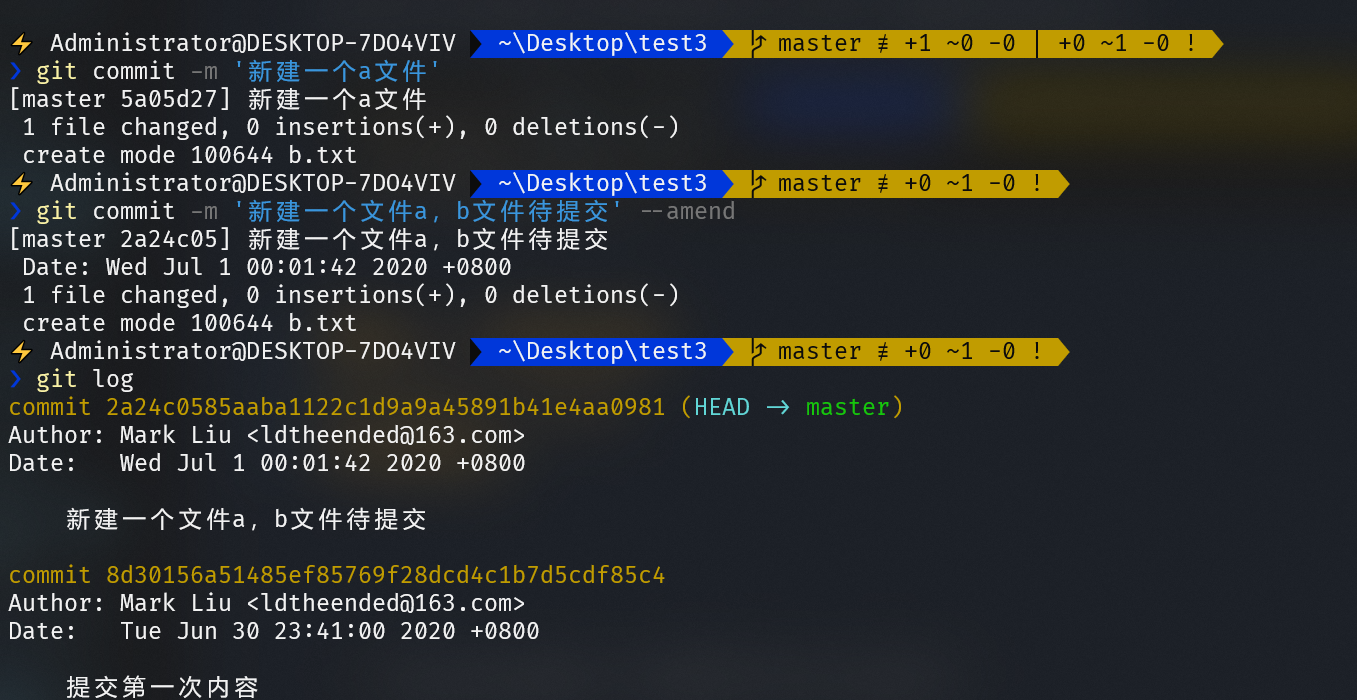 ⚡ Administrator@DESKTOP-7DO4VIV ~\Desktop\test3 master ≢ +1 ~0 -0 | +0 ~1 -0 !
❯ git commit -m '新建一个a文件'
[master 5a05d27] 新建一个a文件
1 file changed, 0 insertions(+), 0 deletions(-)
create mode 100644 b.txt
⚡ Administrator@DESKTOP-7DO4VIV ~\Desktop\test3 master ≢ +0 ~1 -0 !
❯ git commit -m '新建一个文件a，b文件待提交' --amend
[master 2a24c05] 新建一个文件a，b文件待提交
Date: Wed Jul 1 00:01:42 2020 +0800
1 file changed, 0 insertions(+), 0 deletions(-)
create mode 100644 b.txt
⚡ Administrator@DESKTOP-7DO4VIV ~\Desktop\test3 master ≢ +0 ~1 -0 !
❯ git log
commit 2a24c0585aaba1122c1d9a9a45891b41e4aa0981 (HEAD -> master)
Author: Mark Liu <ldtheended@163.com>
Date: Wed Jul 1 00:01:42 2020 +0800
新建一个文件a，b文件待提交
commit 8d30156a51485ef85769f28dcd4c1b7d5cdf85c4
Author: Mark Liu <ldtheended@163.com>
Date: Tue Jun 30 23:41:00 2020 +0800
提交第一次内容